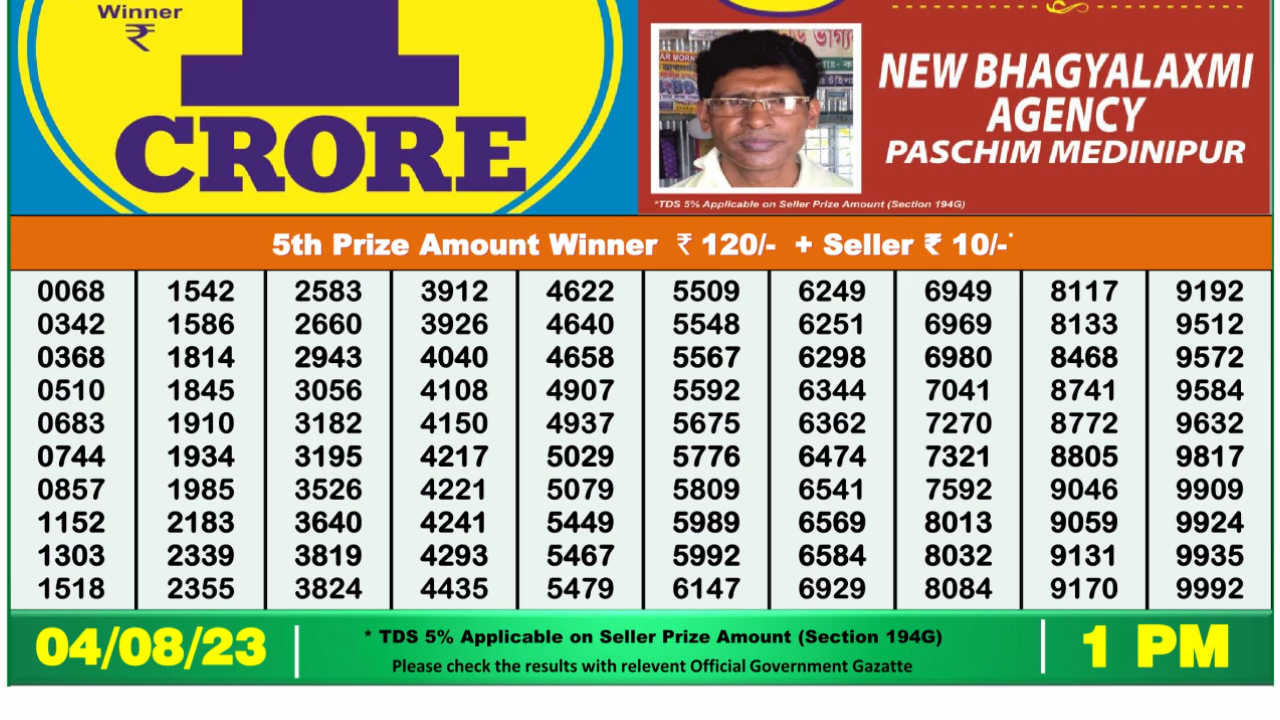 Winner
₹
1
CRORE
NEW BHAGYALAXMI
AGENCY
PASCHIM MEDINIPUR
*TDS 5% Applicable on Seller Prize Amount (Section 194G)
5th Prize Amount Winner ₹ 120/- + Seller ₹ 10/-*
0068 1542 2583 3912 4622 5509 6249 6949 8117 9192
0342 1586 2660 3926 4640 5548 6251 6969 8133 9512
0368 1814 2943 4040 4658 5567 6298 6980 8468 9572
0510 1845 3056 4108 4907 5592 6344 7041 8741 9584
0683 1910 3182 4150 4937 5675 6362 7270 8772 9632
0744 1934 3195 4217 5029 5776 6474 7321 8805 9817
0857 1985 3526 4221 5079 5809 6541 7592 9046 9909
1152 2183 3640 4241 5449 5989 6569 8013 9059 9924
1303 2339 3819 4293 5467 5992 6584 8032 9131 9935
1518 2355 3824 4435 5479 6147 6929 8084 9170 9992
04/08/23
* TDS 5% Applicable on Seller Prize Amount (Section 194G)
Please check the results with relevent Official Government Gazatte
1 PM